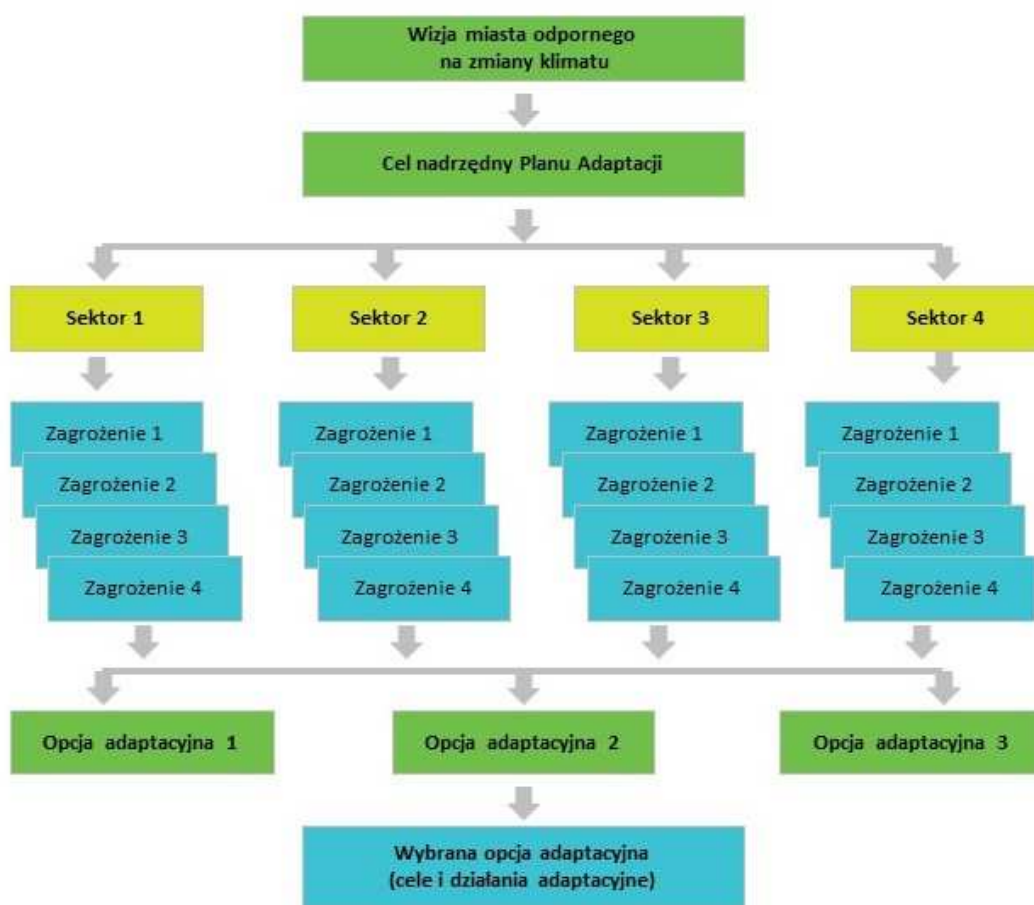 Wizja miasta odpornego
na zmiany klimatu
Cel nadrzędny Planu Adaptacji
Sektor 1
Sektor 2
Sektor 3
Sektor 4
Zagrożenie 1
Zagrożenie 2
Zagrożenie 3
Zagrożenie 4
Zagrożenie 1
Zagrożenie 2
Zagrożenie 3
Zagrożenie 4
Zagrożenie 1
Zagrożenie 2
Zagrożenie 3
Zagrożenie 4
Zagrożenie 1
Zagrożenie 2
Zagrożenie 3
Zagrożenie 4
Opcja adaptacyjna 1
Opcja adaptacyjna 2
Opcja adaptacyjna 3
Wybrana opcja adaptacyjna
(cele i działania adaptacyjne)